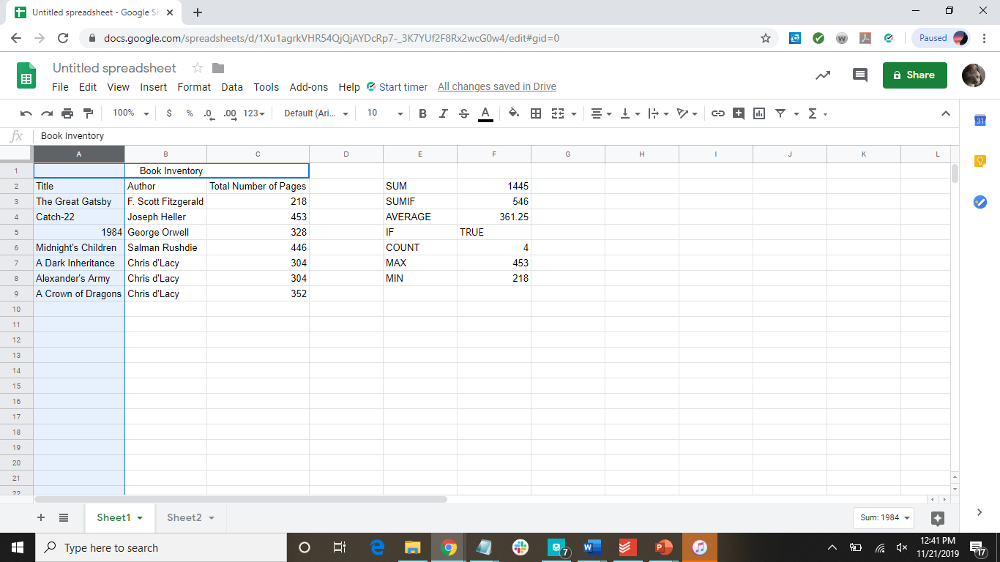 Untitled spreadsheet - Google Sh
docs.google.com/spreadsheets/d/1Xu1agrkVHR54QjQjAYDcRp7-_3K7YUf2F8Rx2wcG0w4/edit#gid=0
Paused
Untitled spreadsheet
File Edit View Insert Format Data Tools Add-ons Help Start timer All changes saved in Drive
Share
100% $ % .0 .00 123 Default (Ari... 10 B I S A
31
fx Book Inventory
A B C D E F G H I J K L
1 Book Inventory
2 Title Author Total Number of Pages SUM 1445
3 The Great Gatsby F. Scott Fitzgerald 218 SUMIF 546
4 Catch-22 Joseph Heller 453 AVERAGE 361.25
5 1984 George Orwell 328 IF TRUE
6 Midnight's Children Salman Rushdie 446 COUNT 4
7 A Dark Inheritance Chris d'Lacy 304 MAX 453
8 Alexander's Army Chris d'Lacy 304 MIN 218
9 A Crown of Dragons Chris d'Lacy 352
10
11
12
13
14
15
16
17
18
19
20
21
22
Sheet1 Sheet2 Sum: 1984
Type here to search
7
12:41 PM
11/21/2019
17